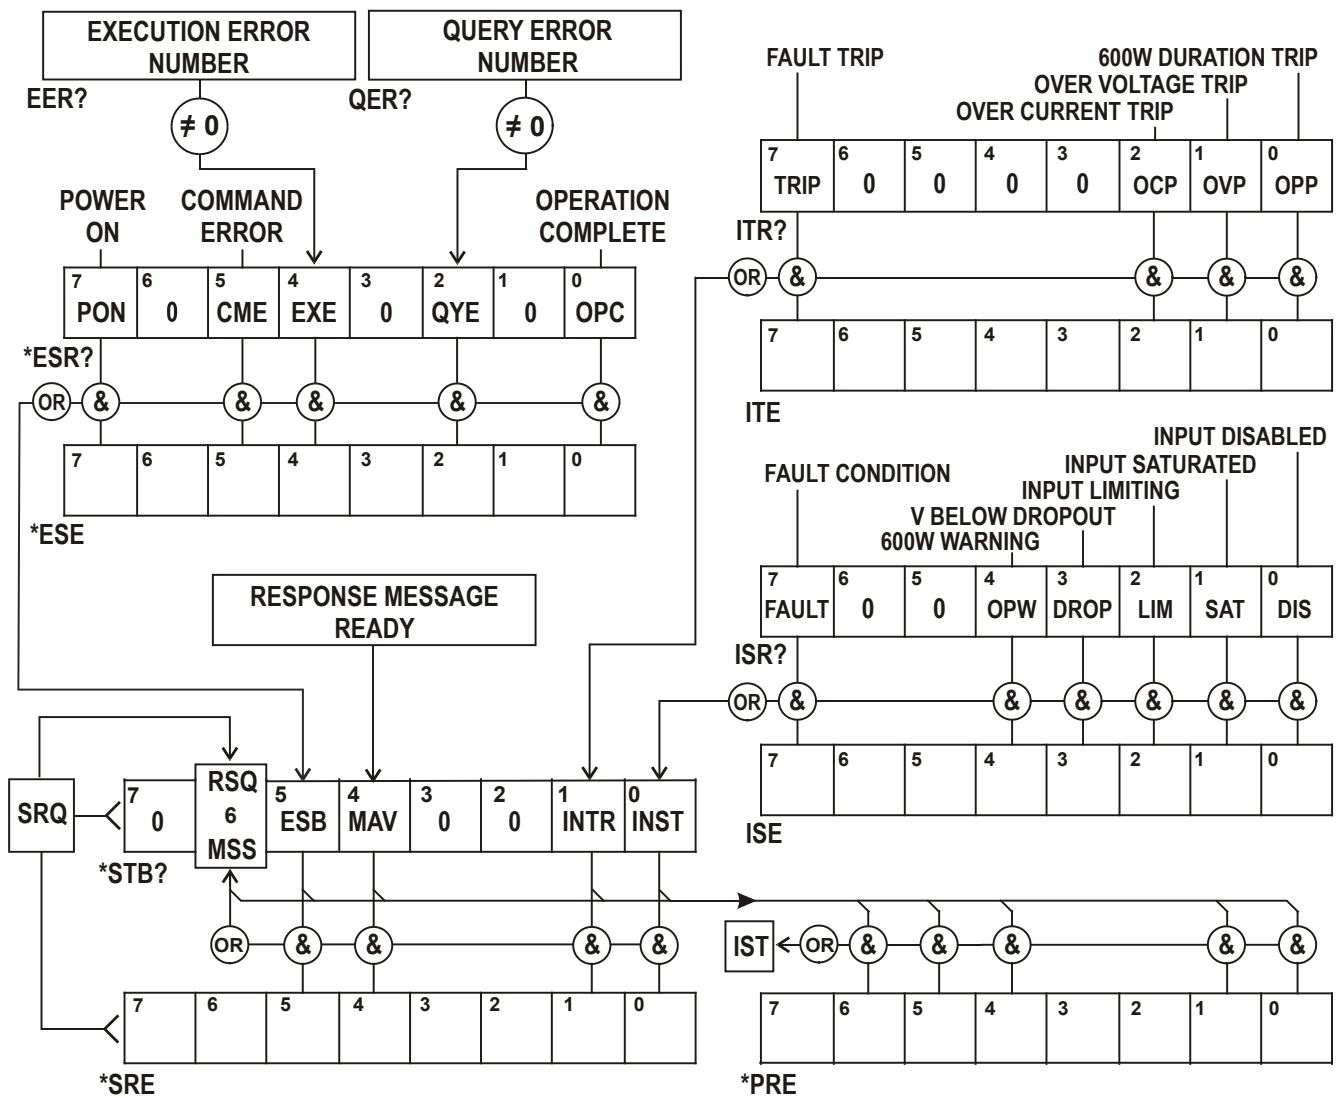 EXECUTION ERROR
NUMBER
EER?
≠ 0
QUERY ERROR
NUMBER
QER?
≠ 0
POWER
ON
COMMAND
ERROR
OPERATION
COMPLETE
7 6 5 4 3 2 1 0
PON 0 CME EXE 0 QYE 0 OPC
*ESR?
OR & & & & &
7 6 5 4 3 2 1 0
*ESE
FAULT TRIP
600W DURATION TRIP
OVER VOLTAGE TRIP
OVER CURRENT TRIP
7 6 5 4 3 2 1 0
TRIP 0 0 0 0 OCP OVP OPP
ITR?
OR & & & &
7 6 5 4 3 2 1 0
ITE
INPUT DISABLED
INPUT SATURATED
FAULT CONDITION
INPUT LIMITING
V BELOW DROPOUT
600W WARNING
7 6 5 4 3 2 1 0
FAULT 0 0 OPW DROP LIM SAT DIS
ISR?
OR & & & & & &
7 6 5 4 3 2 1 0
ISE
RESPONSE MESSAGE
READY
SRQ
7 RSQ 5 4 3 2 1 0
0 6 ESB MAV 0 0 INTR INST
MSS
*STB?
OR & & & &
7 6 5 4 3 2 1 0
*SRE
IST OR & & & & &
7 6 5 4 3 2 1 0
*PRE